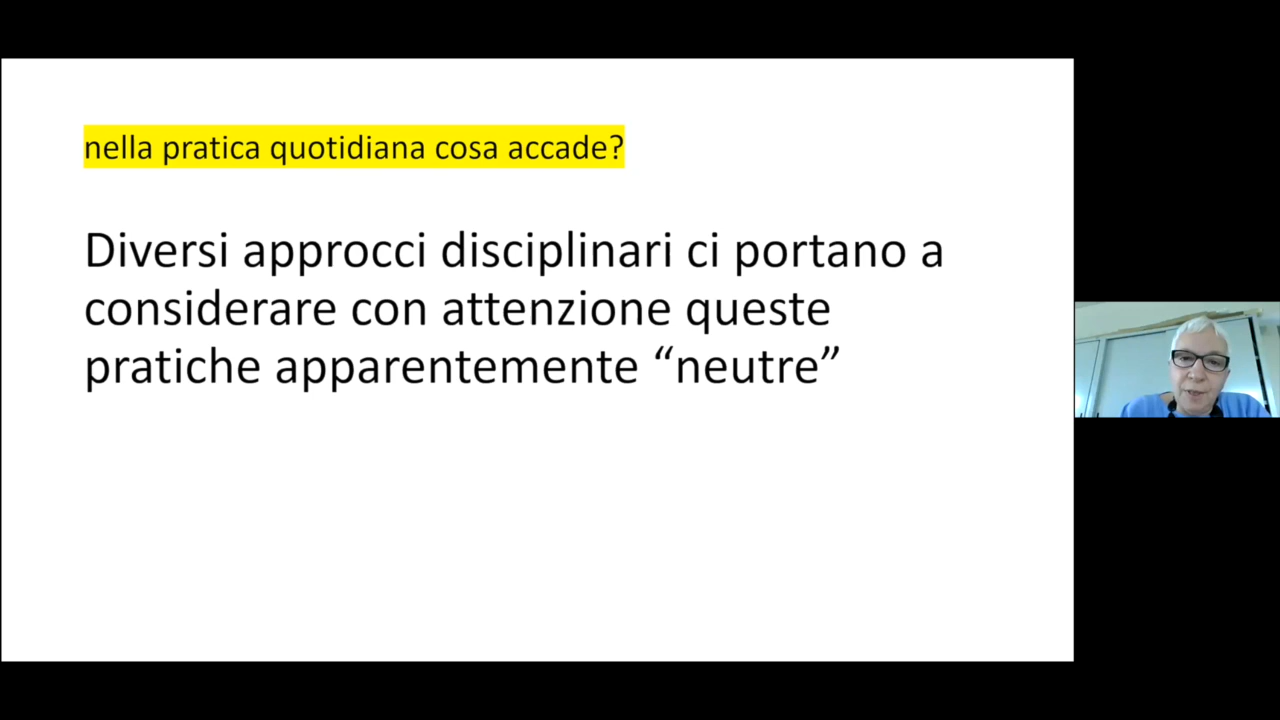 nella pratica quotidiana cosa accade?
Diversi approcci disciplinari ci portano a
considerare con attenzione queste
pratiche apparentemente “neutre”